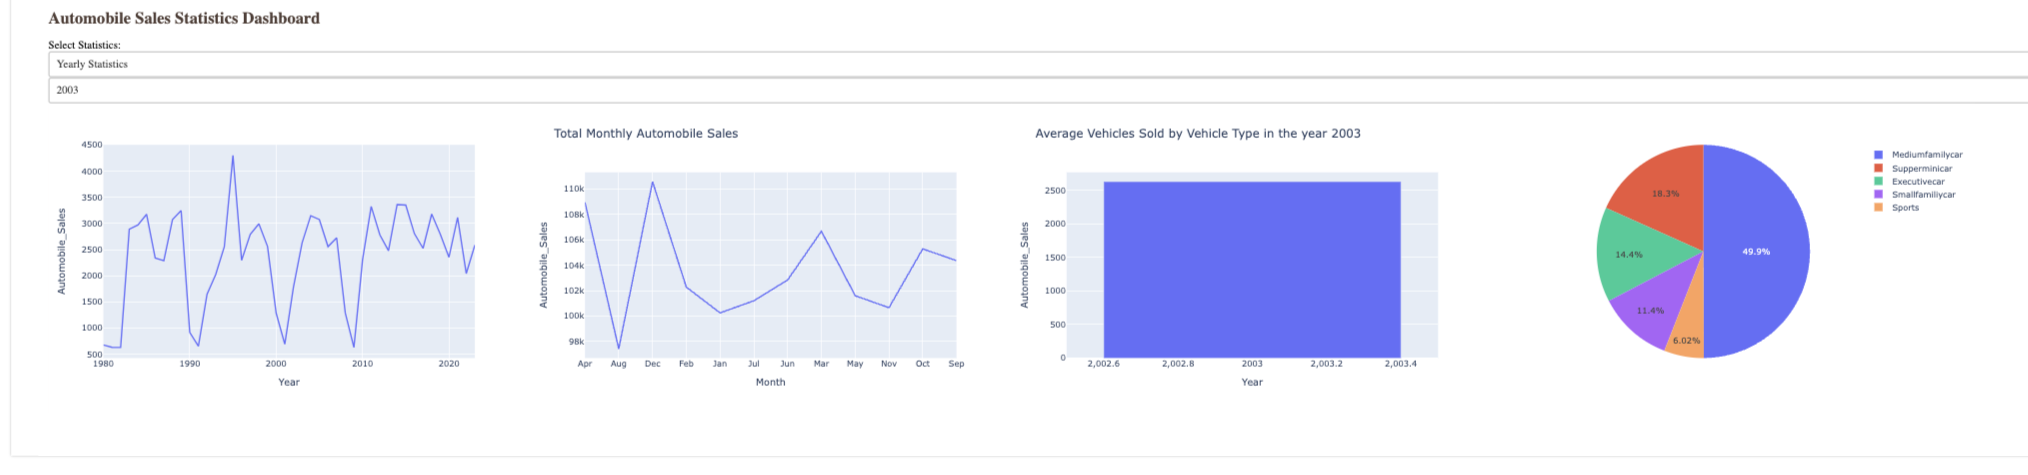 Automobile Sales Statistics Dashboard
Select Statistics:
Yearly Statistics
2003
4500
4000
3500
3000
2500
2000
1500
1000
500
Automobile_Sales
1980
1990
2000
2010
2020
Year
Total Monthly Automobile Sales
110k
108k
106k
104k
102k
100k
98k
Automobile_Sales
Apr
Aug
Dec
Feb
Jan
Jul
Jun
Mar
May
Nov
Oct
Sep
Month
Average Vehicles Sold by Vehicle Type in the year 2003
2500
2000
1500
1000
500
0
Automobile_Sales
2,002.6
2,002.8
2003
2,003.2
2,003.4
Year
18.3%
14.4%
49.9%
11.4%
6.02%
Mediumfamilycar
Supperminicar
Executivecar
Smallfamiliycar
Sports